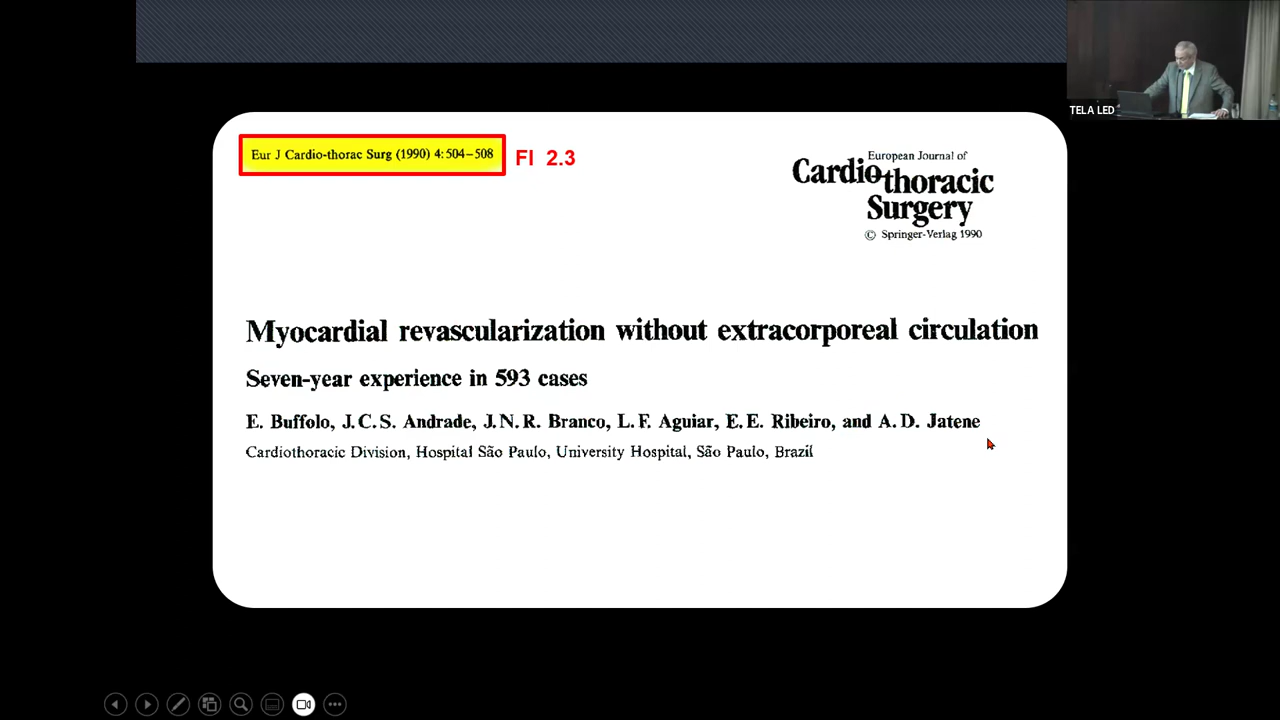 TELA LED
Eur J Cardio-thorac Surg (1990) 4:504–508
FI 2.3
European Journal of
Cardio-thoracic
Surgery
© Springer-Verlag 1990
Myocardial revascularization without extracorporeal circulation
Seven-year experience in 593 cases
E. Buffolo, J.C.S. Andrade, J.N.R. Branco, L.F. Aguiar, E.E. Ribeiro, and A.D. Jatene
Cardiothoracic Division, Hospital São Paulo, University Hospital, São Paulo, Brazil